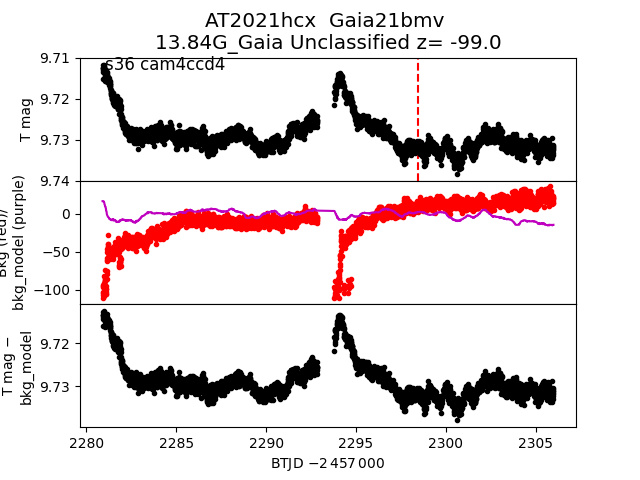 AT2021hcx  Gaia21bmv
13.84G_Gaia Unclassified z= -99.0
s36 cam4ccd4
9.71
9.72
9.73
9.74
T mag
0
−50
−100
Bkg (red)/
bkg_model (purple)
9.72
9.73
T mag −
bkg_model
2280 2285 2290 2295 2300 2305
BTJD −2 457 000